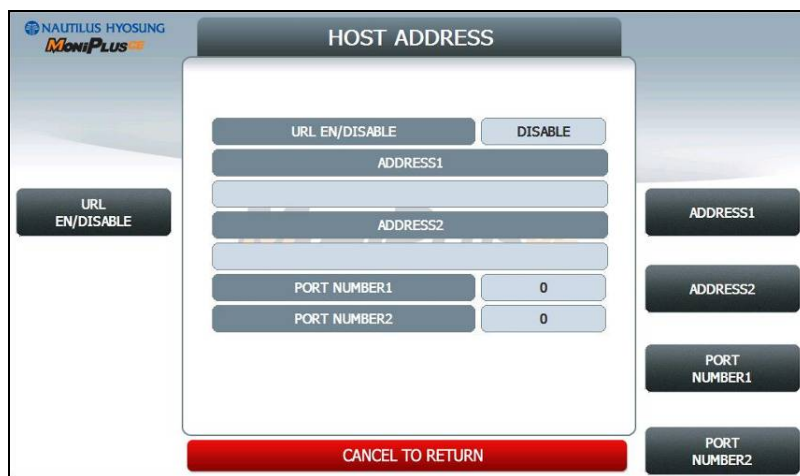 NAUTILUS HYOSUNG
MoniPlusCE
HOST ADDRESS
URL EN/DISABLE DISABLE
ADDRESS1
ADDRESS2
PORT NUMBER1 0
PORT NUMBER2 0
URL
EN/DISABLE
ADDRESS1
ADDRESS2
PORT
NUMBER1
PORT
NUMBER2
CANCEL TO RETURN